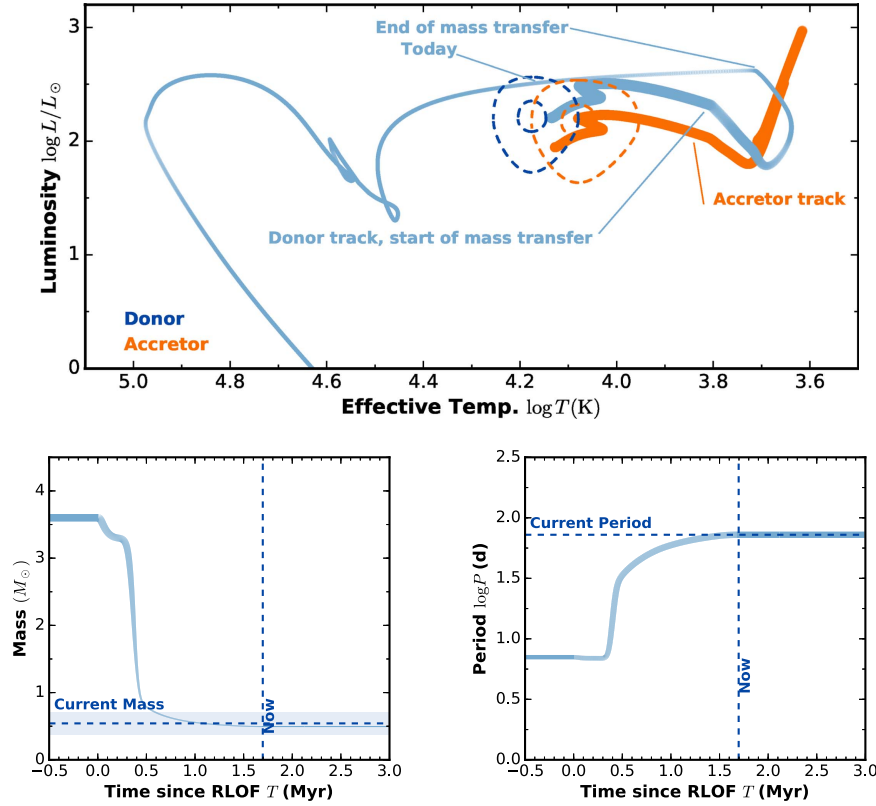 End of mass transfer
Today
Accretor track
Donor track, start of mass transfer
Donor
Accretor
Luminosity log L/L⊙
3
2
1
0
5.0 4.8 4.6 4.4 4.2 4.0 3.8 3.6
Effective Temp. log T(K)
Mass (M⊙)
4
3
2
1
0
Current Mass
Now
−0.5 0.0 0.5 1.0 1.5 2.0 2.5 3.0
Time since RLOF T (Myr)
Period log P (d)
2.5
2.0
1.5
1.0
0.5
0.0
Current Period
Now
−0.5 0.0 0.5 1.0 1.5 2.0 2.5 3.0
Time since RLOF T (Myr)